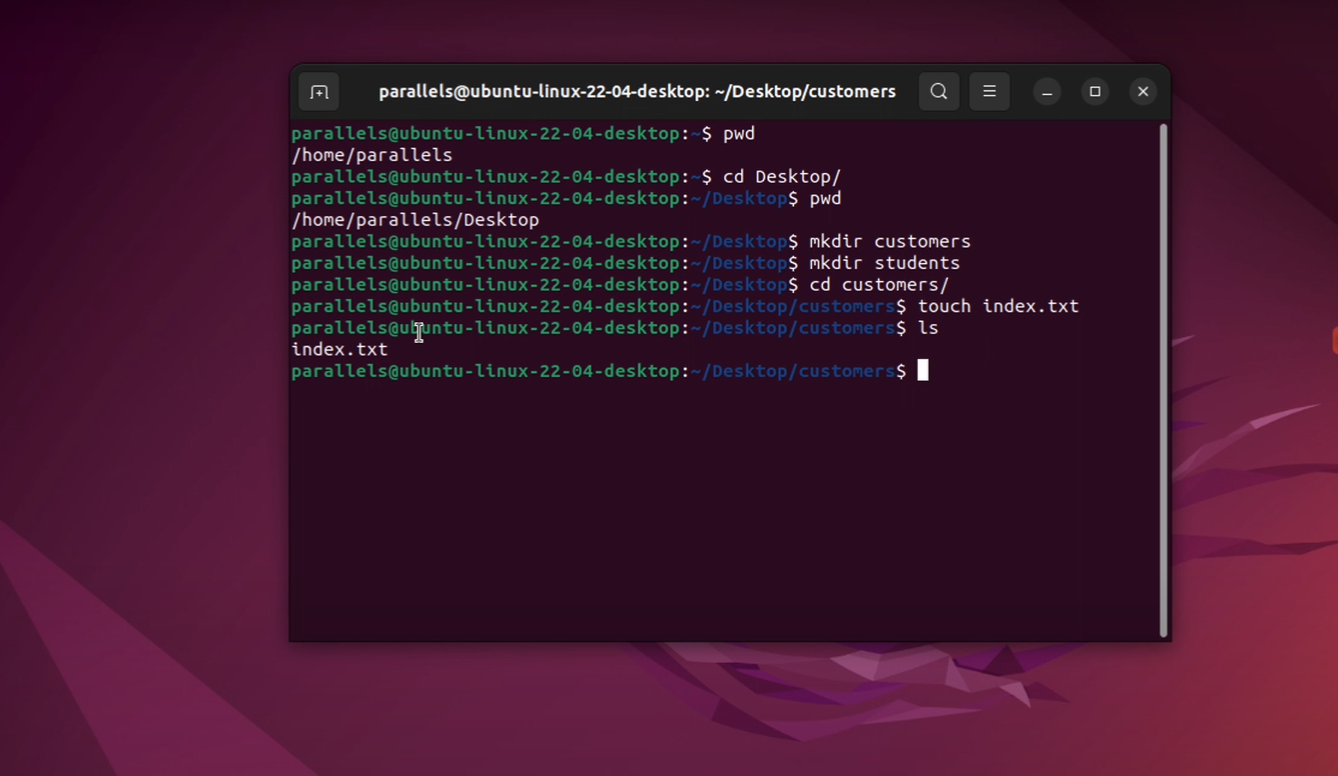 parallels@ubuntu-linux-22-04-desktop: ~/Desktop/customers
parallels@ubuntu-linux-22-04-desktop:~$ pwd
/home/parallels
parallels@ubuntu-linux-22-04-desktop:~$ cd Desktop/
parallels@ubuntu-linux-22-04-desktop:~/Desktop$ pwd
/home/parallels/Desktop
parallels@ubuntu-linux-22-04-desktop:~/Desktop$ mkdir customers
parallels@ubuntu-linux-22-04-desktop:~/Desktop$ mkdir students
parallels@ubuntu-linux-22-04-desktop:~/Desktop$ cd customers/
parallels@ubuntu-linux-22-04-desktop:~/Desktop/customers$ touch index.txt
parallels@ubuntu-linux-22-04-desktop:~/Desktop/customers$ ls
index.txt
parallels@ubuntu-linux-22-04-desktop:~/Desktop/customers$